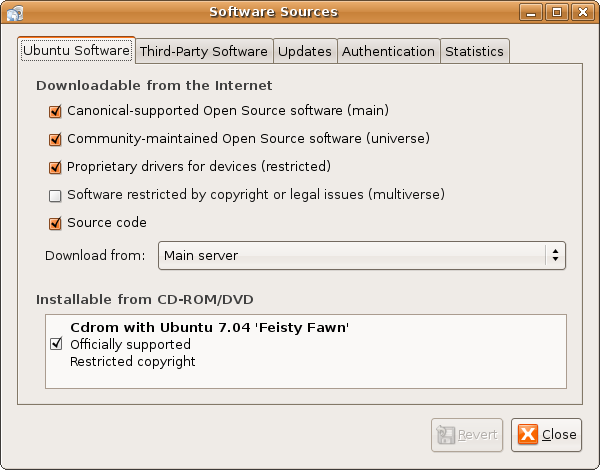 Software Sources
Ubuntu Software Third-Party Software Updates Authentication Statistics
Downloadable from the Internet
Canonical-supported Open Source software (main)
Community-maintained Open Source software (universe)
Proprietary drivers for devices (restricted)
Software restricted by copyright or legal issues (multiverse)
Source code
Download from: Main server
Installable from CD-ROM/DVD
Cdrom with Ubuntu 7.04 'Feisty Fawn'
Officially supported
Restricted copyright
Revert Close